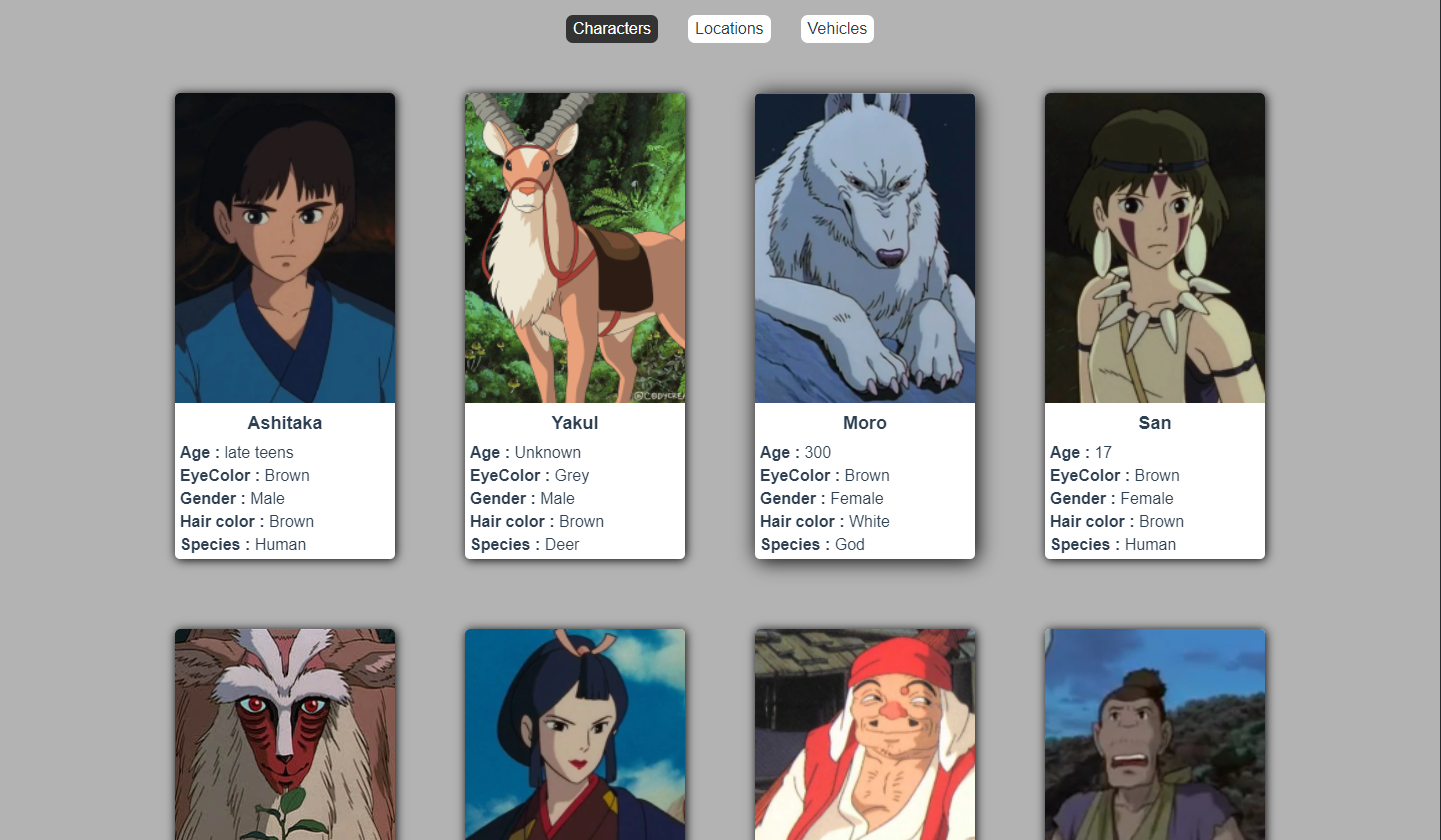 Characters Locations Vehicles
Ashitaka
Age : late teens
EyeColor : Brown
Gender : Male
Hair color : Brown
Species : Human
@CODYCREA
Yakul
Age : Unknown
EyeColor : Grey
Gender : Male
Hair color : Brown
Species : Deer
Moro
Age : 300
EyeColor : Brown
Gender : Female
Hair color : White
Species : God
San
Age : 17
EyeColor : Brown
Gender : Female
Hair color : Brown
Species : Human